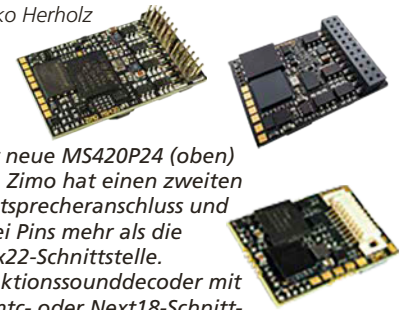 ko Herholz
neue MS420P24 (oben)
Zimo hat einen zweiten
tsprecheranschluss und
ei Pins mehr als die
x22-Schnittstelle.
ktionssounddecoder mit
ntc- oder Next18-Schnitt-